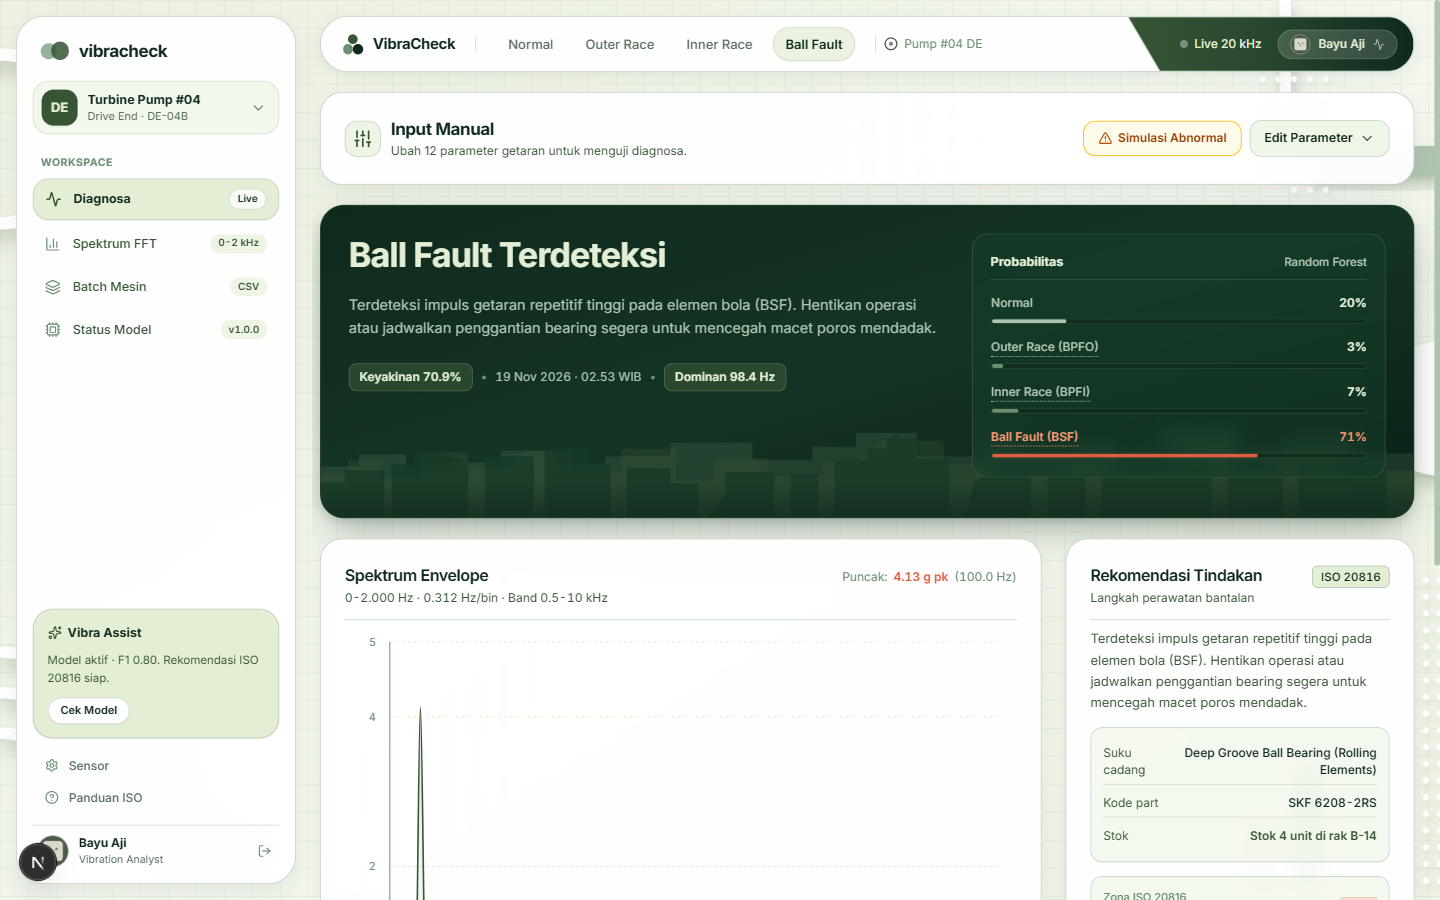 vibracheck
DE
Turbine Pump #04
Drive End · DE-04B
WORKSPACE
Diagnosa
Live
Spektrum FFT
0-2 kHz
Batch Mesin
CSV
Status Model
v1.0.0
Vibra Assist
Model aktif · F1 0.80. Rekomendasi ISO
20816 siap.
Cek Model
Sensor
Panduan ISO
Bayu Aji
Vibration Analyst
N
VibraCheck
Normal
Outer Race
Inner Race
Ball Fault
Pump #04 DE
Live 20 kHz
Bayu Aji
Input Manual
Ubah 12 parameter getaran untuk menguji diagnosa.
Simulasi Abnormal
Edit Parameter
Ball Fault Terdeteksi
Terdeteksi impuls getaran repetitif tinggi pada elemen bola (BSF). Hentikan operasi
atau jadwalkan penggantian bearing segera untuk mencegah macet poros mendadak.
Keyakinan 70.9% • 19 Nov 2026 · 02.53 WIB • Dominan 98.4 Hz
Probabilitas
Random Forest
Normal
20%
Outer Race (BPFO)
3%
Inner Race (BPFI)
7%
Ball Fault (BSF)
71%
Spektrum Envelope
0-2.000 Hz · 0.312 Hz/bin · Band 0.5-10 kHz
Puncak: 4.13 g pk (100.0 Hz)
5
4
2
Rekomendasi Tindakan
Langkah perawatan bantalan
ISO 20816
Terdeteksi impuls getaran repetitif tinggi pada
elemen bola (BSF). Hentikan operasi atau
jadwalkan penggantian bearing segera untuk
mencegah macet poros mendadak.
Suku
cadang
Deep Groove Ball Bearing (Rolling
Elements)
Kode part
SKF 6208-2RS
Stok
Stok 4 unit di rak B-14
Zona ISO 20816